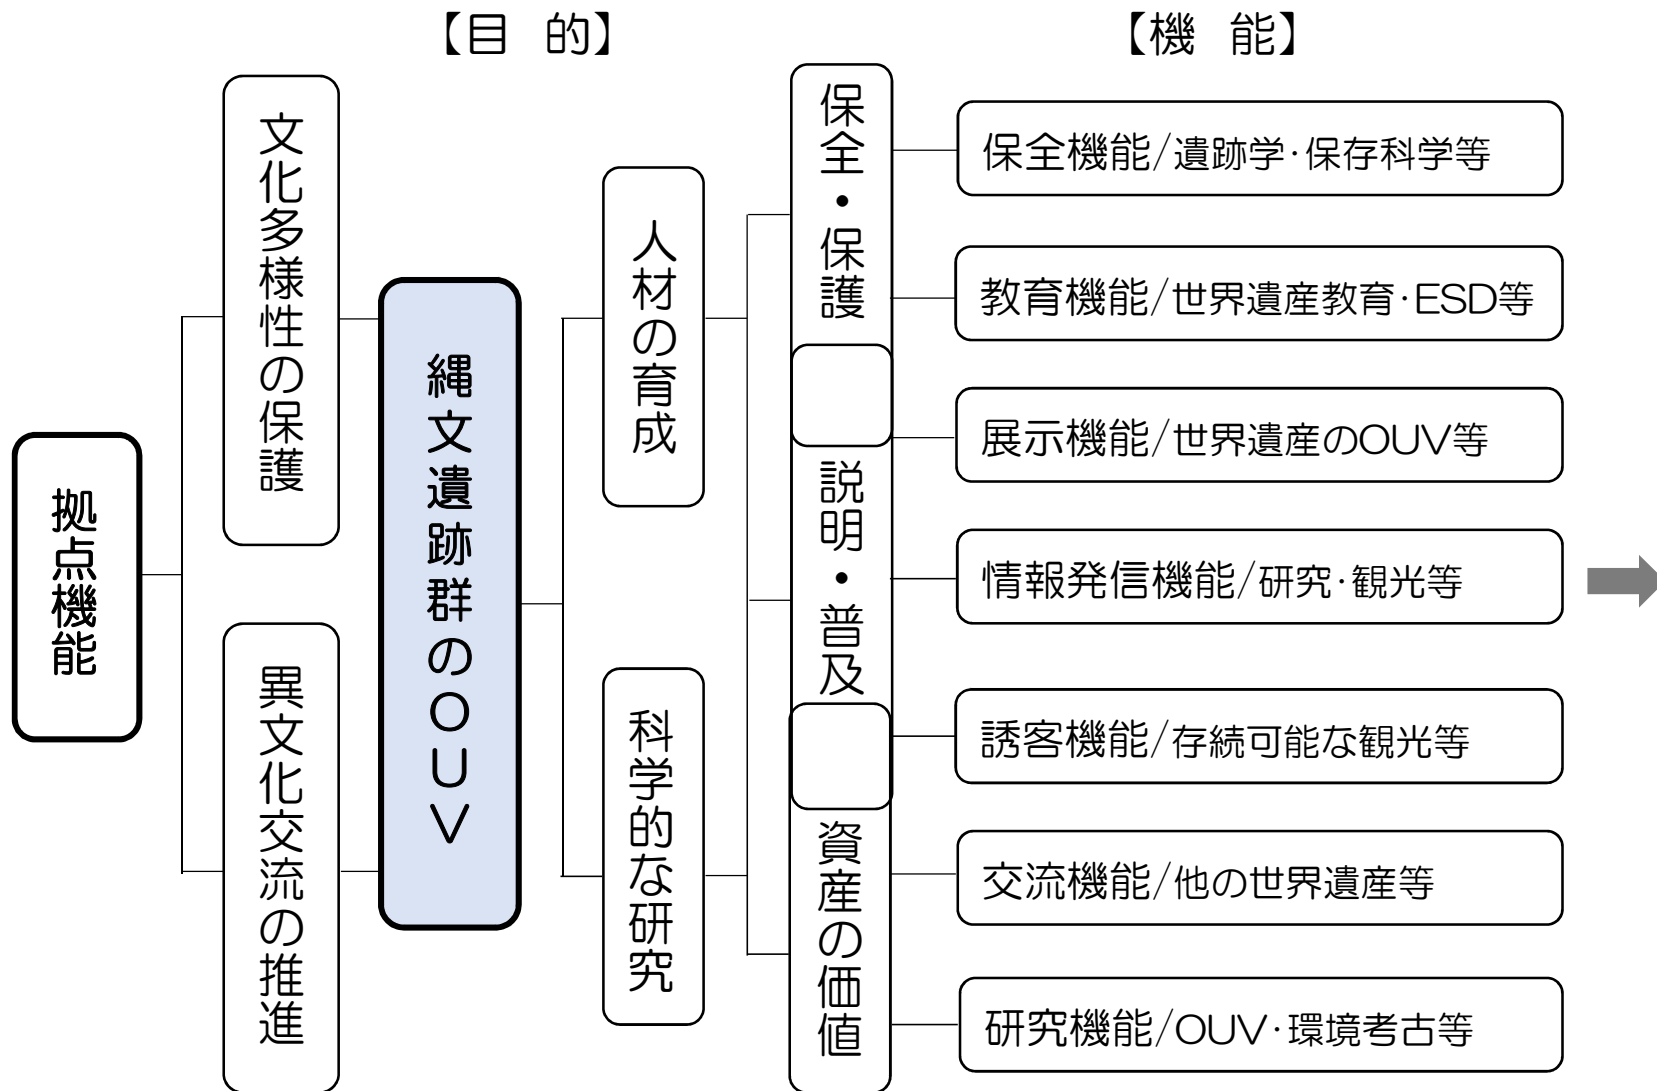 【目 的】
【機 能】
拠点機能
文化多様性の保護
異文化交流の推進
縄文遺跡群のOUV
人材の育成
科学的な研究
保全・保護
説明・普及
資産の価値
保全機能/遺跡学・保存科学等
教育機能/世界遺産教育・ESD等
展示機能/世界遺産のOUV等
情報発信機能/研究・観光等
誘客機能/存続可能な観光等
交流機能/他の世界遺産等
研究機能/OUV・環境考古等